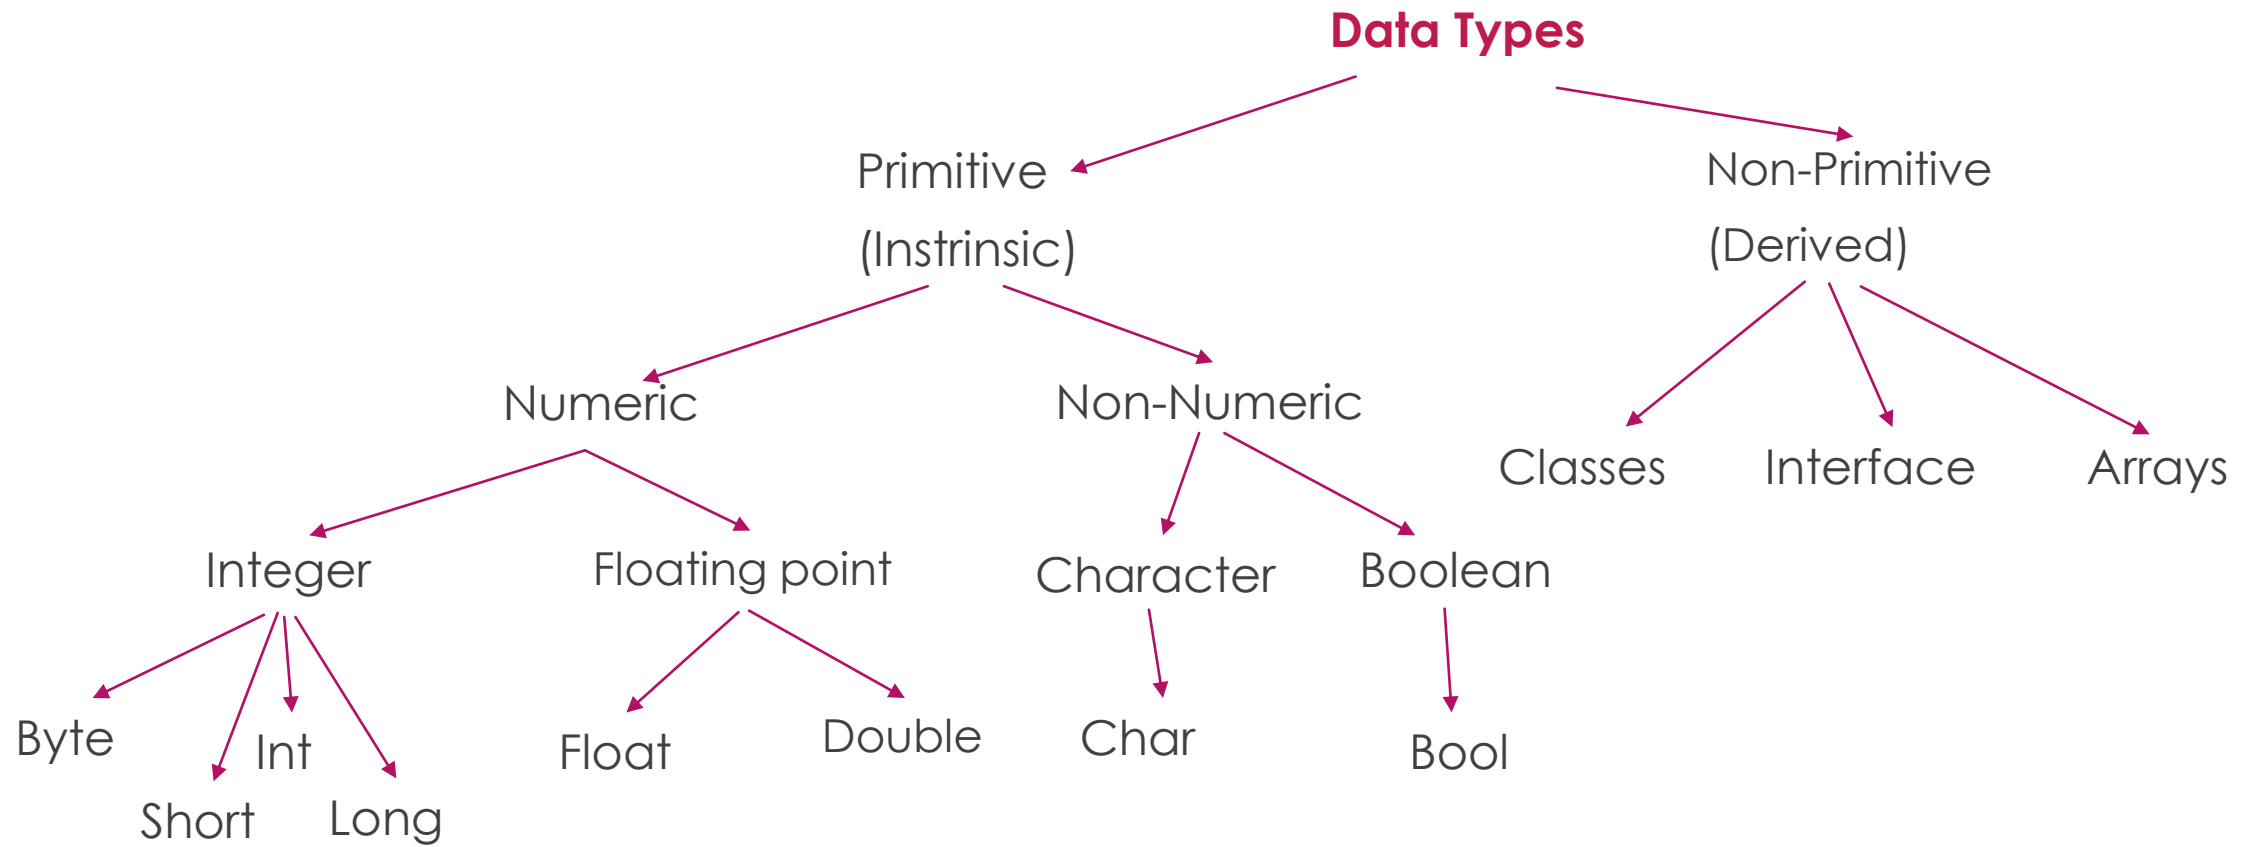 Data Types
Primitive
(Instrinsic)
Non-Primitive
(Derived)
Numeric
Non-Numeric
Classes
Interface
Arrays
Integer
Floating point
Character
Boolean
Byte
Short
Int
Long
Float
Double
Char
Bool